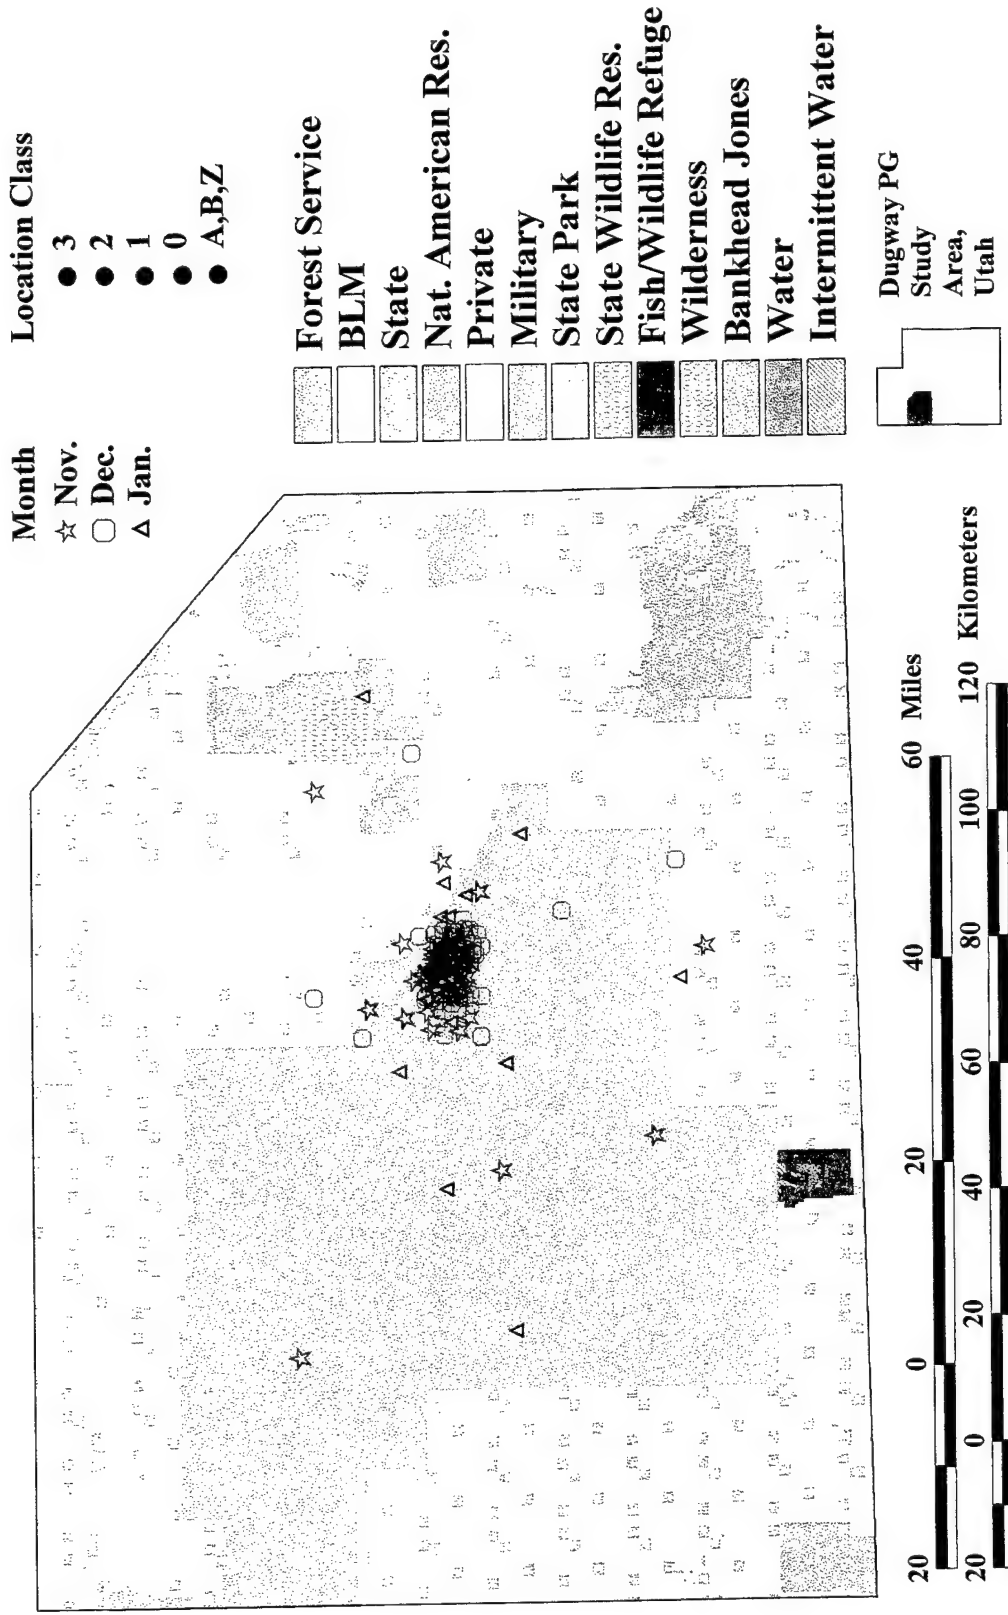 Month
Nov.
Dec.
Jan.
Location Class
3
2
1
0
A,B,Z
Forest Service
BLM
State
Nat. American Res.
Private
Military
State Park
State Wildlife Res.
Fish/Wildlife Refuge
Wilderness
Bankhead Jones
Water
Intermittent Water
Dugway PG
Study
Area,
Utah
20 0 20 40 60 Miles
20 0 20 40 60 80 100 120 Kilometers